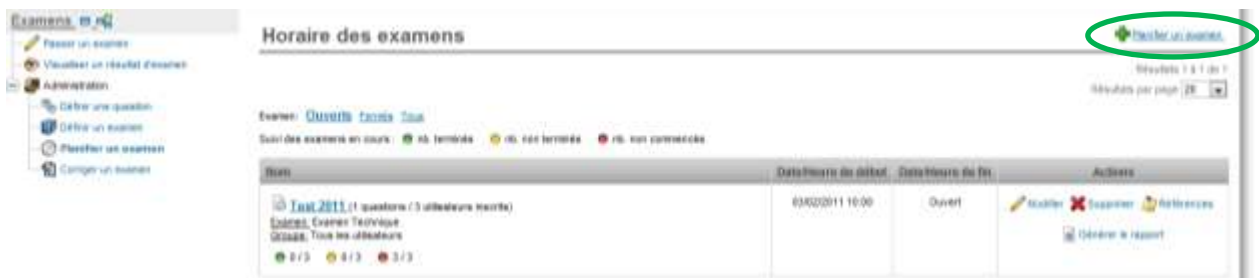 Examens
Passer un examen
Visualiser un résultat d'examen
Administration
Définir une question
Définir un examen
Planifier un examen
Corriger un examen
Horaire des examens
Planifier un examen
Résultats 1 à 1 de 1
Résultats par page 20
Examen: Ouverts Fermés Tous
Suivi des examens en cours: nb. terminés nb. non terminés nb. non commencés
Nom Date/Heure de début Date/Heure de fin Actions
Test 2011 (1 questions / 3 utilisateurs inscrits) 03/02/2011 10:00 Ouvert Modifier Supprimer Références
Examen: Examen Technique
Groupe: Tous les utilisateurs Générer le rapport
0 / 3 0 / 3 3 / 3